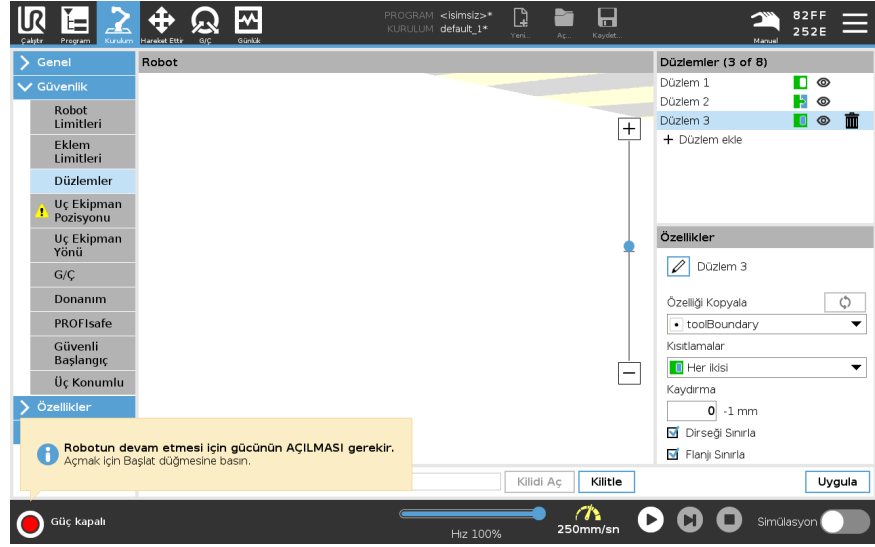 PROGRAM <isimsiz>*
KURULUM default_1*
Çalıştır
Program
Kurulum
Hareket Ettir
G/Ç
Günlük
Yeni...
Aç...
Kaydet...
Manuel
82FF
252E
Genel
Güvenlik
Robot
Limitleri
Eklem
Limitleri
Düzlemler
Uç Ekipman
Pozisyonu
Uç Ekipman
Yönü
G/Ç
Donanım
PROFIsafe
Güvenli
Başlangıç
Üç Konumlu
Özellikler
Robot
Düzlemler (3 of 8)
Düzlem 1
Düzlem 2
Düzlem 3
Düzlem ekle
Özellikler
Düzlem 3
Özelliği Kopyala
toolBoundary
Kısıtlamalar
Her ikisi
Kaydırma
0 -1 mm
Dirseği Sınırla
Flanjı Sınırla
Robotun devam etmesi için gücünün AÇILMASI gerekir.
Açmak için Başlat düğmesine basın.
Kilidi Aç
Kilitle
Uygula
Güç kapalı
Hız 100%
250mm/sn
Simülasyon